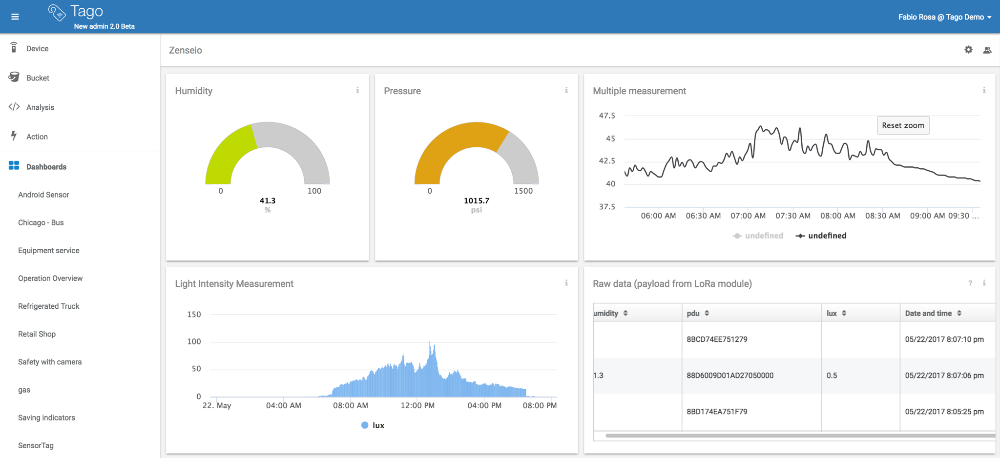 Tago
New admin 2.0 Beta
Fabio Rosa @ Tago Demo
Device
Bucket
Analysis
Action
Dashboards
Android Sensor
Chicago - Bus
Equipment service
Operation Overview
Refrigerated Truck
Retail Shop
Safety with camera
gas
Saving indicators
SensorTag
Zenseio
Humidity
0 100
41.3
%
Pressure
0 1500
1015.7
psi
Multiple measurement
47.5
45
42.5
40
37.5
Reset zoom
06:00 AM 06:30 AM 07:00 AM 07:30 AM 08:00 AM 08:30 AM 09:00 AM 09:30 ...
undefined undefined
Light Intensity Measurement
150
100
50
0
22. May 04:00 AM 08:00 AM 12:00 PM 04:00 PM 08:00 PM
lux
Raw data (payload from LoRa module) ?
umidity pdu lux Date and time
8BCD74EE751279 05/22/2017 8:07:10 pm
1.3 88D6009D01AD27050000 0.5 05/22/2017 8:07:06 pm
8BD174EA751F79 05/22/2017 8:05:25 pm